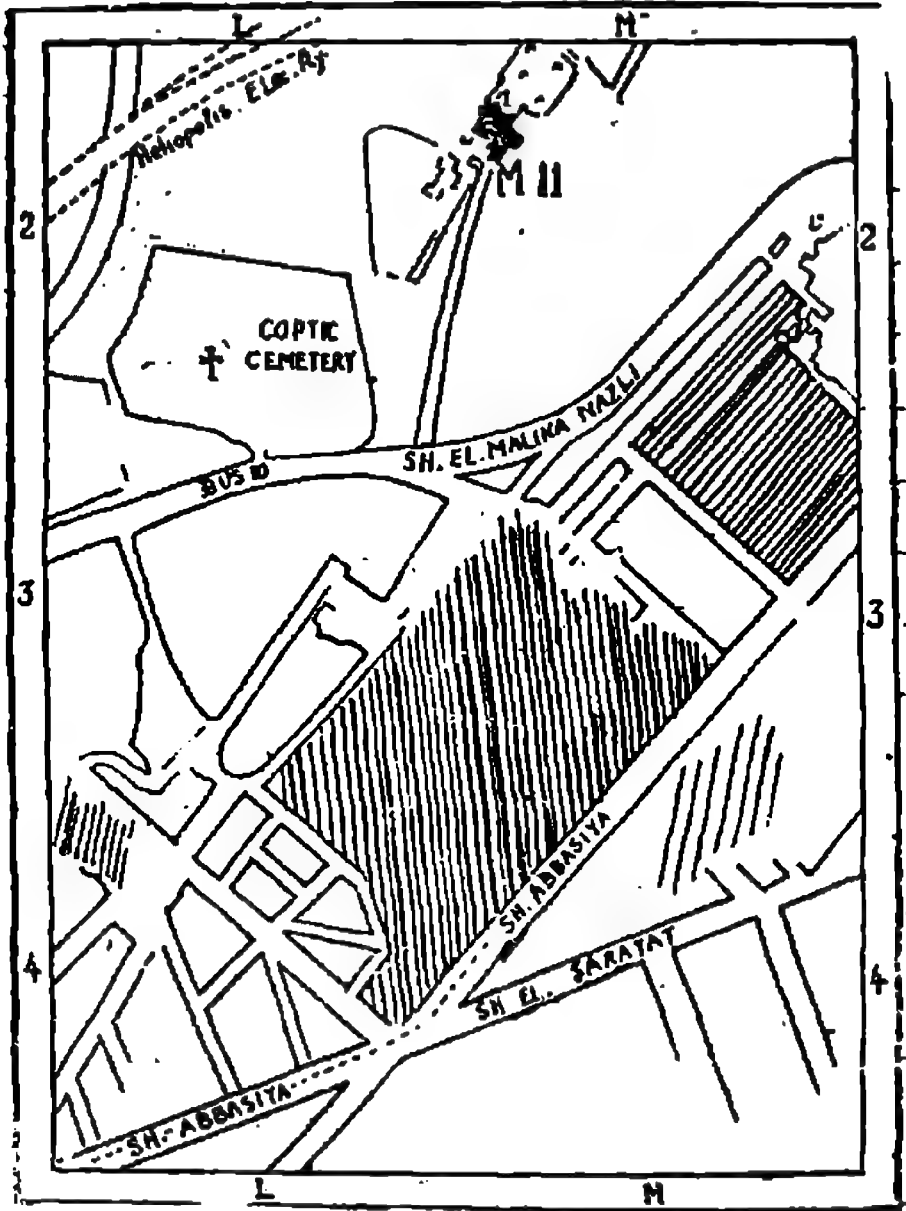 L M
Heliopolis. Elec. Ry
M 11
2 2
COPTIC
CEMETERY
SH. EL. MALIKA NAZLI
BUS 10
3 3
SH. ABBASIYA
4 4
SH EL. SARAYAT
SH. ABBASIYA
L M